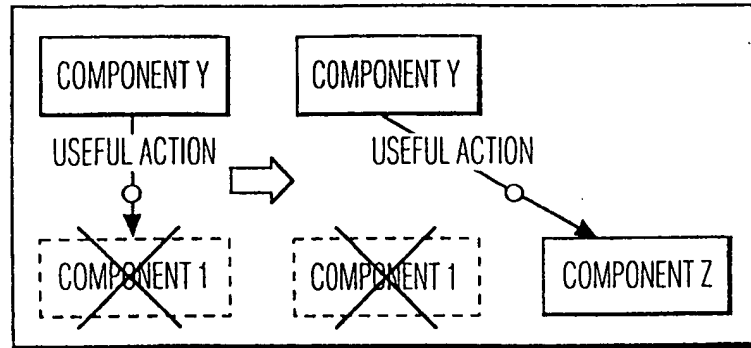 COMPONENT Y
USEFUL ACTION
COMPONENT 1
COMPONENT Y
USEFUL ACTION
COMPONENT 1
COMPONENT Z